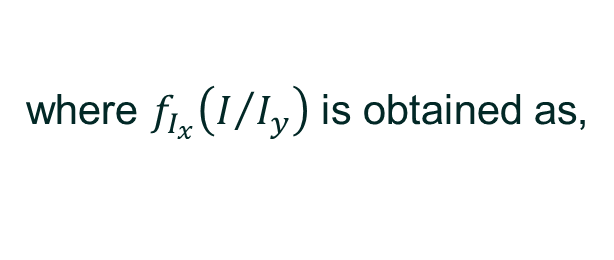 where f_{I_x}(I/I_y) is obtained as,